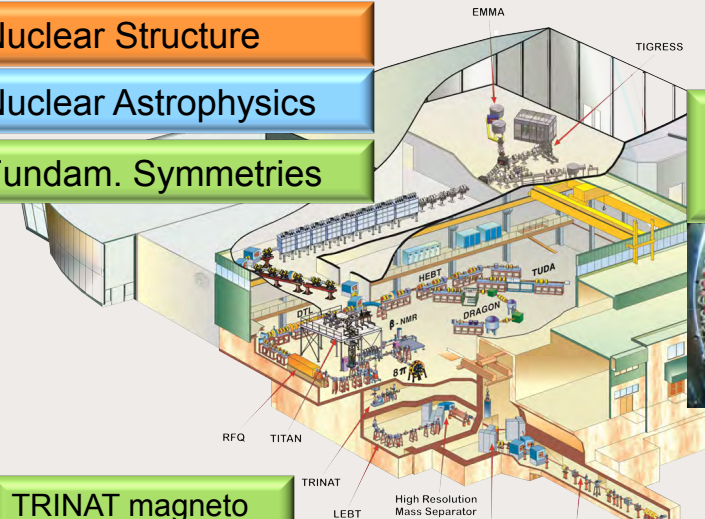 Nuclear Structure
Nuclear Astrophysics
Fundam. Symmetries
EMMA
TIGRESS
HEBT
TUDA
DTL
β-NMR
DRAGON
8π
RFQ
TITAN
TRINAT
LEBT
High Resolution
Mass Separator
TRINAT magneto